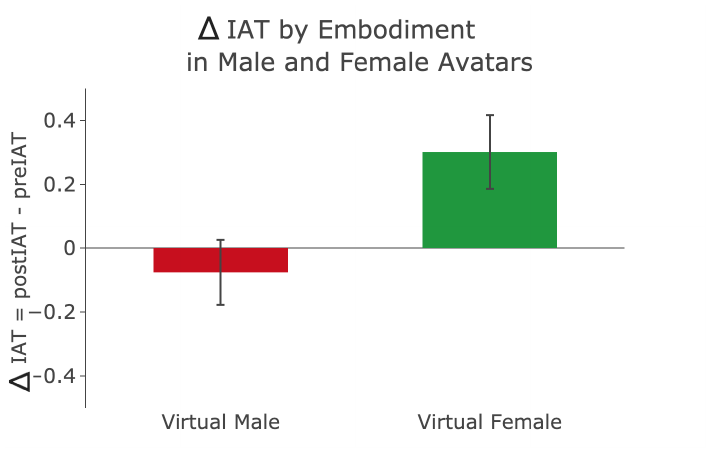 Δ IAT by Embodiment
in Male and Female Avatars
Δ IAT = postIAT - preIAT
0.4
0.2
0
−0.2
−0.4
Virtual Male
Virtual Female